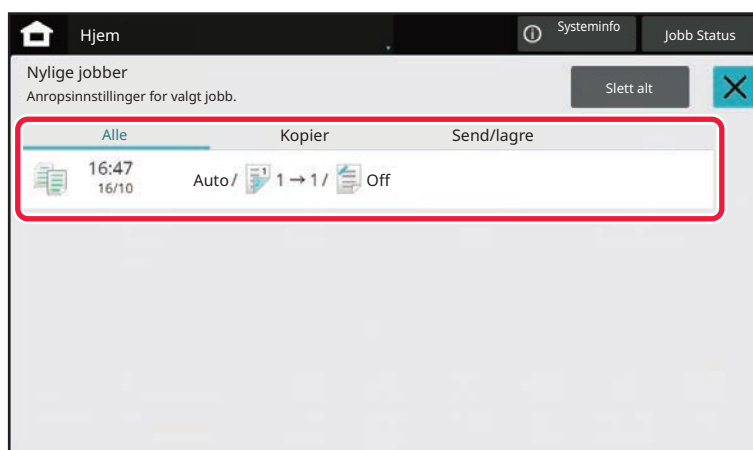 Hjem
Systeminfo
Jobb Status
Nylige jobber
Anropsinnstillinger for valgt jobb.
Slett alt
Alle Kopier Send/lagre
16:47
16/10
Auto / 1 → 1 / Off